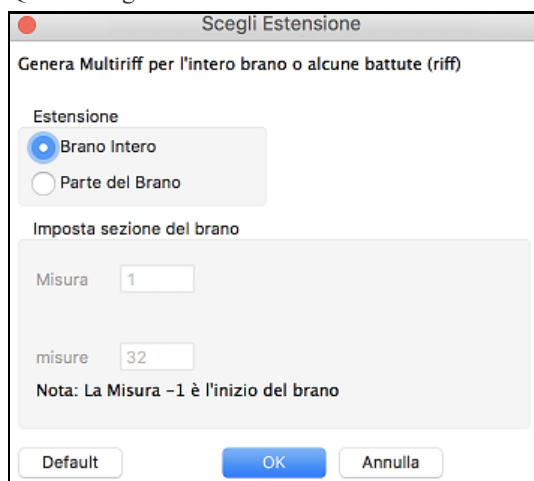 Scegli Estensione
Genera Multiriff per l'intero brano o alcune battute (riff)
Estensione
Brano Intero
Parte del Brano
Imposta sezione del brano
Misura 1
misure 32
Nota: La Misura -1 è l'inizio del brano
Default OK Annulla